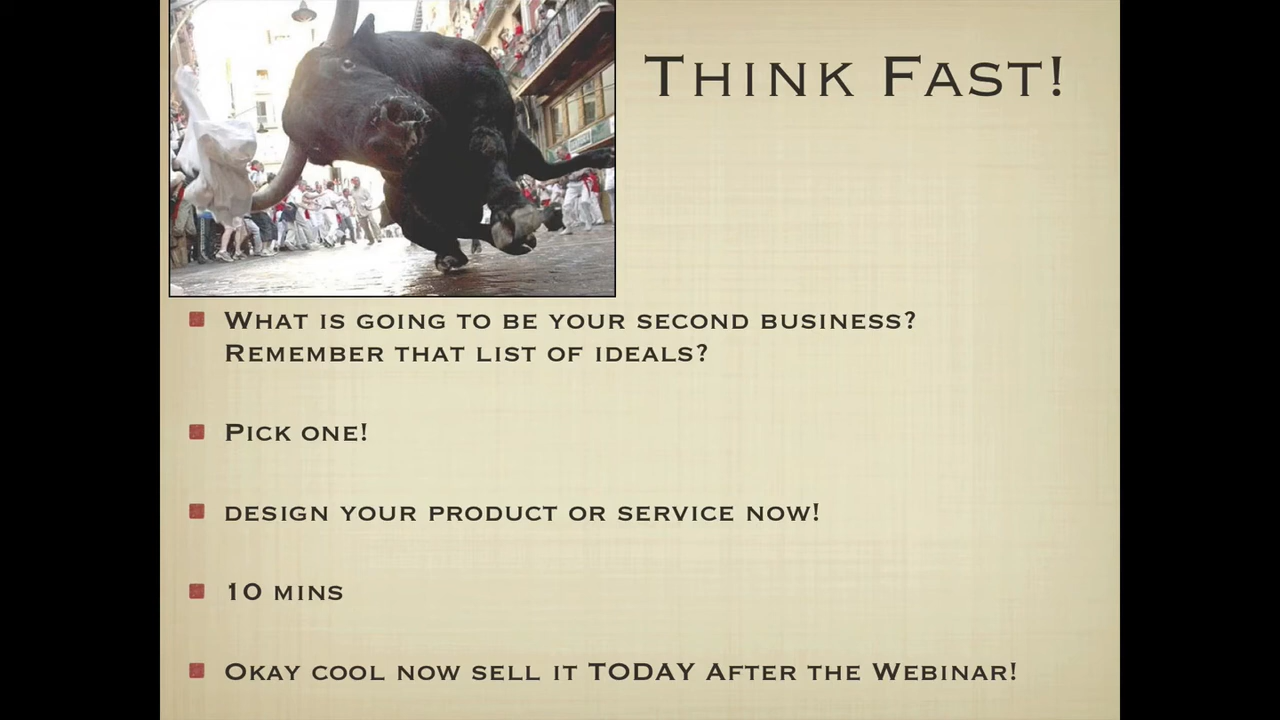 Think Fast!
What is going to be your second business?
Remember that list of ideals?
Pick one!
design your product or service now!
10 mins
Okay cool now sell it TODAY After the Webinar!